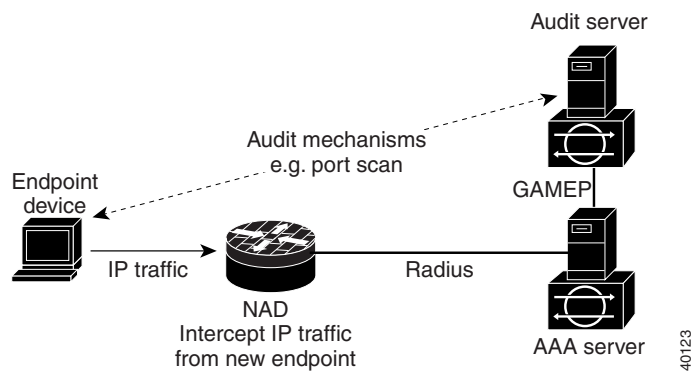 Audit server
Audit mechanisms
e.g. port scan
Endpoint
device
GAMEP
IP traffic
Radius
NAD
Intercept IP traffic
from new endpoint
AAA server
40123